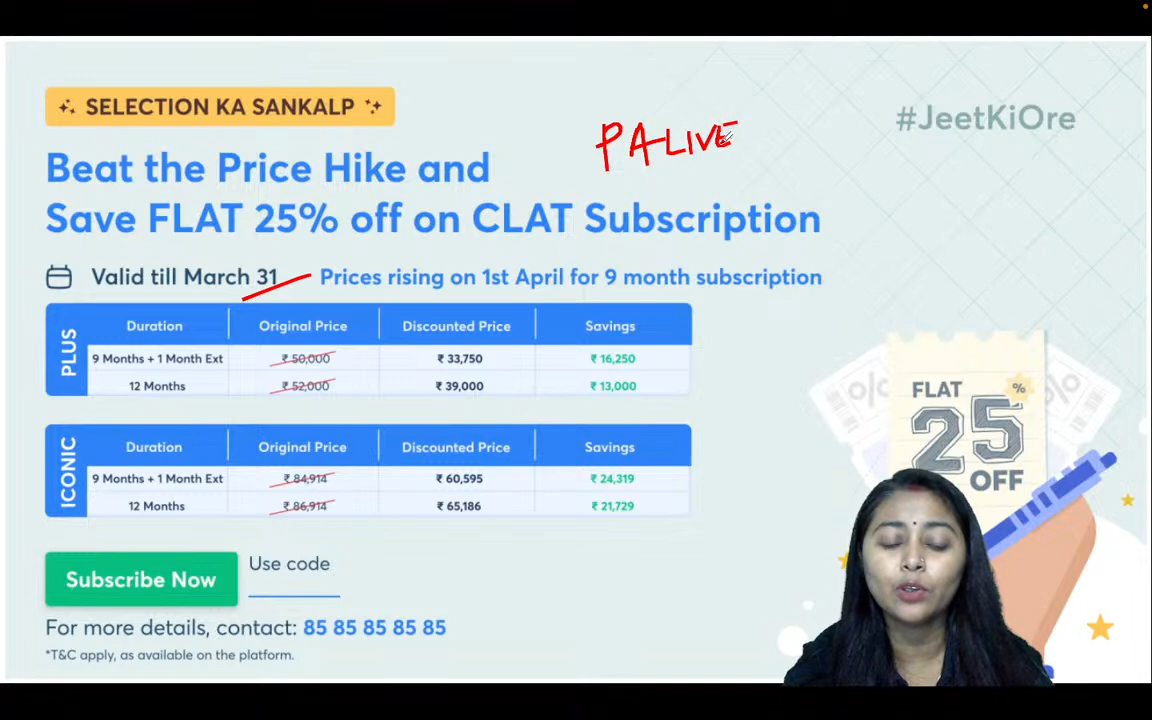 SELECTION KA SANKALP
#JeetKiOre
PALIVE
Beat the Price Hike and
Save FLAT 25% off on CLAT Subscription
Valid till March 31 Prices rising on 1st April for 9 month subscription
PLUS
Duration Original Price Discounted Price Savings
9 Months + 1 Month Ext ₹ 50,000 ₹ 33,750 ₹ 16,250
12 Months ₹ 52,000 ₹ 39,000 ₹ 13,000
ICONIC
Duration Original Price Discounted Price Savings
9 Months + 1 Month Ext ₹ 84,914 ₹ 60,595 ₹ 24,319
12 Months ₹ 86,914 ₹ 65,186 ₹ 21,729
FLAT
%
25
OFF
Subscribe Now
Use code
For more details, contact: 85 85 85 85 85
*T&C apply, as available on the platform.